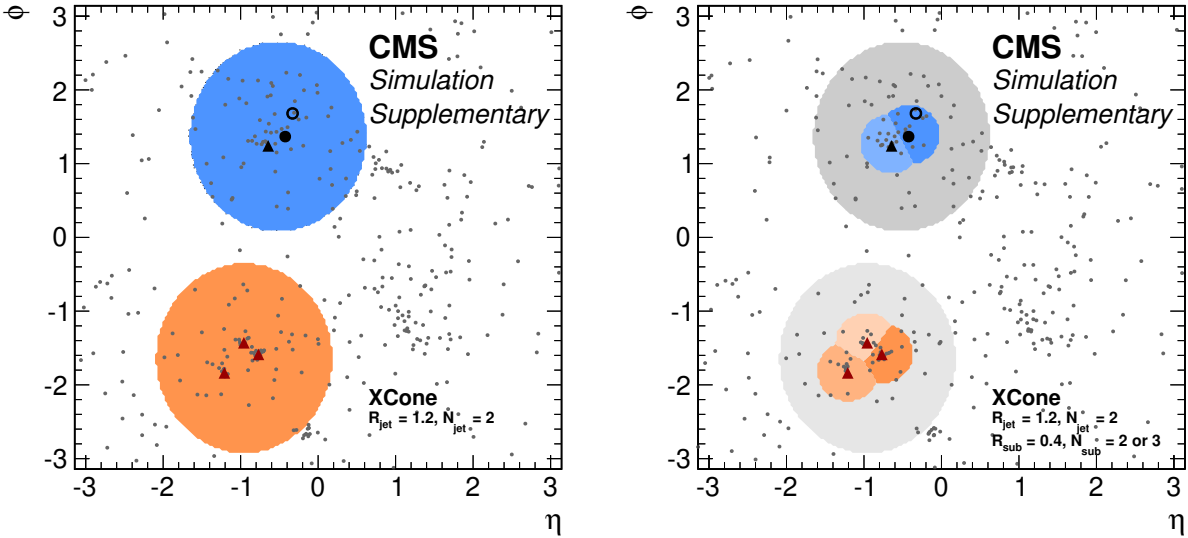 ϕ
3
2
1
0
-1
-2
-3
CMS
Simulation
Supplementary
XCone
R_jet = 1.2, N_jet = 2
-3 -2 -1 0 1 2 3
η
ϕ
3
2
1
0
-1
-2
-3
CMS
Simulation
Supplementary
XCone
R_jet = 1.2, N_jet = 2
R_sub = 0.4, N_sub = 2 or 3
-3 -2 -1 0 1 2 3
η